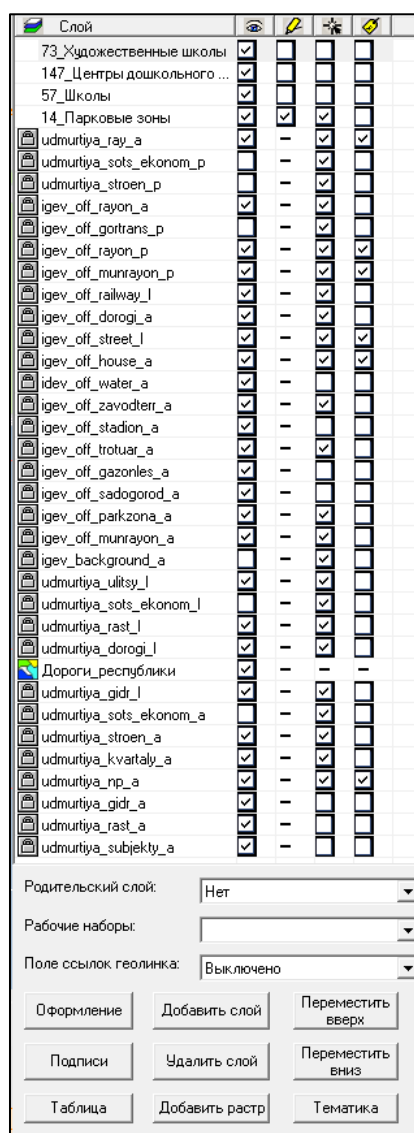 Слой
73_Художественные школы
147_Центры дошкольного ...
57_Школы
14_Парковые зоны
udmurtiya_ray_a
udmurtiya_sots_ekonom_p
udmurtiya_stroen_p
igev_off_rayon_a
igev_off_gortrans_p
igev_off_rayon_p
igev_off_munrayon_p
igev_off_railway_l
igev_off_dorogi_a
igev_off_street_l
igev_off_house_a
idev_off_water_a
igev_off_zavodterr_a
igev_off_stadion_a
igev_off_trotuar_a
igev_off_gazonles_a
igev_off_sadogorod_a
igev_off_parkzona_a
igev_off_munrayon_a
igev_background_a
udmurtiya_ulitsy_l
udmurtiya_sots_ekonom_l
udmurtiya_rast_l
udmurtiya_dorogi_l
Дороги_республики
udmurtiya_gidr_l
udmurtiya_sots_ekonom_a
udmurtiya_stroen_a
udmurtiya_kvartaly_a
udmurtiya_np_a
udmurtiya_gidr_a
udmurtiya_rast_a
udmurtiya_subjekty_a
Родительский слой: Нет
Рабочие наборы:
Поле ссылок геолинка: Выключено
Оформление Добавить слой Переместить вверх
Подписи Удалить слой Переместить вниз
Таблица Добавить растр Тематика